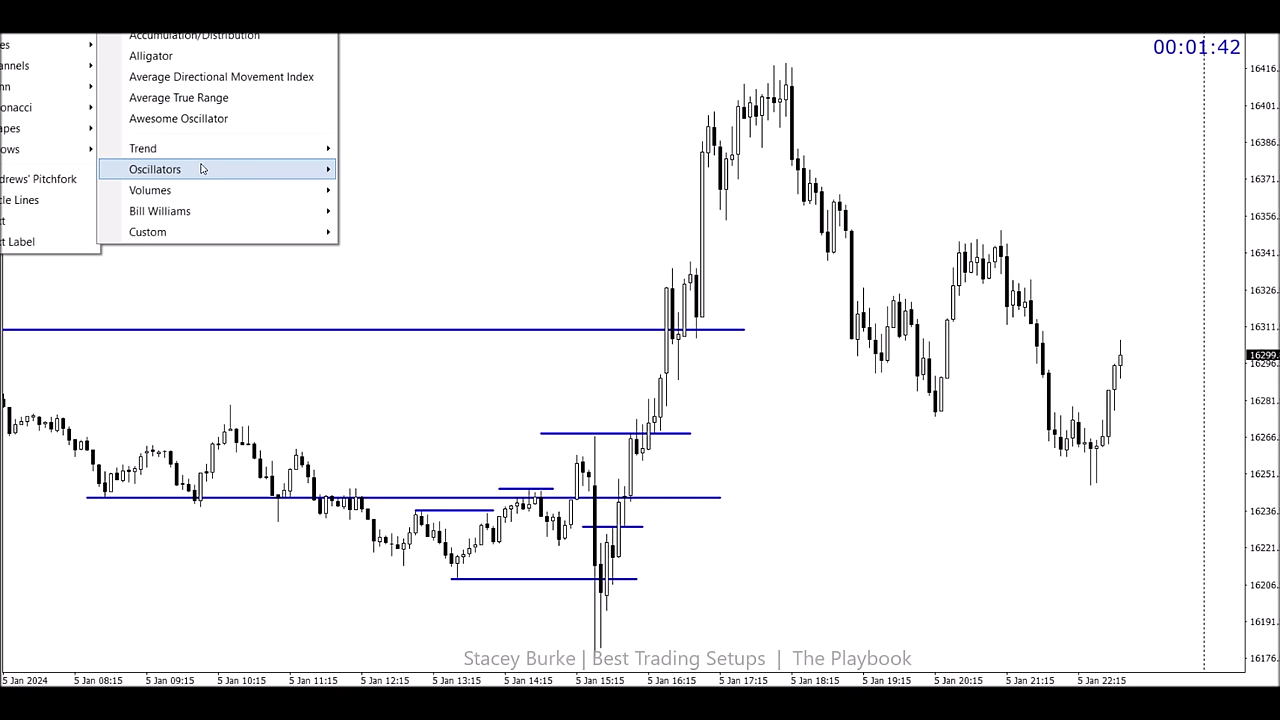 00:01:42
es
annels
nn
onacci
apes
ows
drews' Pitchfork
cle Lines
t
t Label
Accumulation/Distribution
Alligator
Average Directional Movement Index
Average True Range
Awesome Oscillator
Trend
Oscillators
Volumes
Bill Williams
Custom
16416.
16401.
16386.
16371.
16356.
16341.
16326.
16311.
16299.
16296.
16281.
16266.
16251.
16236.
16221.
16206.
16191.
16176.
Stacey Burke | Best Trading Setups | The Playbook
5 Jan 2024 5 Jan 08:15 5 Jan 09:15 5 Jan 10:15 5 Jan 11:15 5 Jan 12:15 5 Jan 13:15 5 Jan 14:15 5 Jan 15:15 5 Jan 16:15 5 Jan 17:15 5 Jan 18:15 5 Jan 19:15 5 Jan 20:15 5 Jan 21:15 5 Jan 22:15